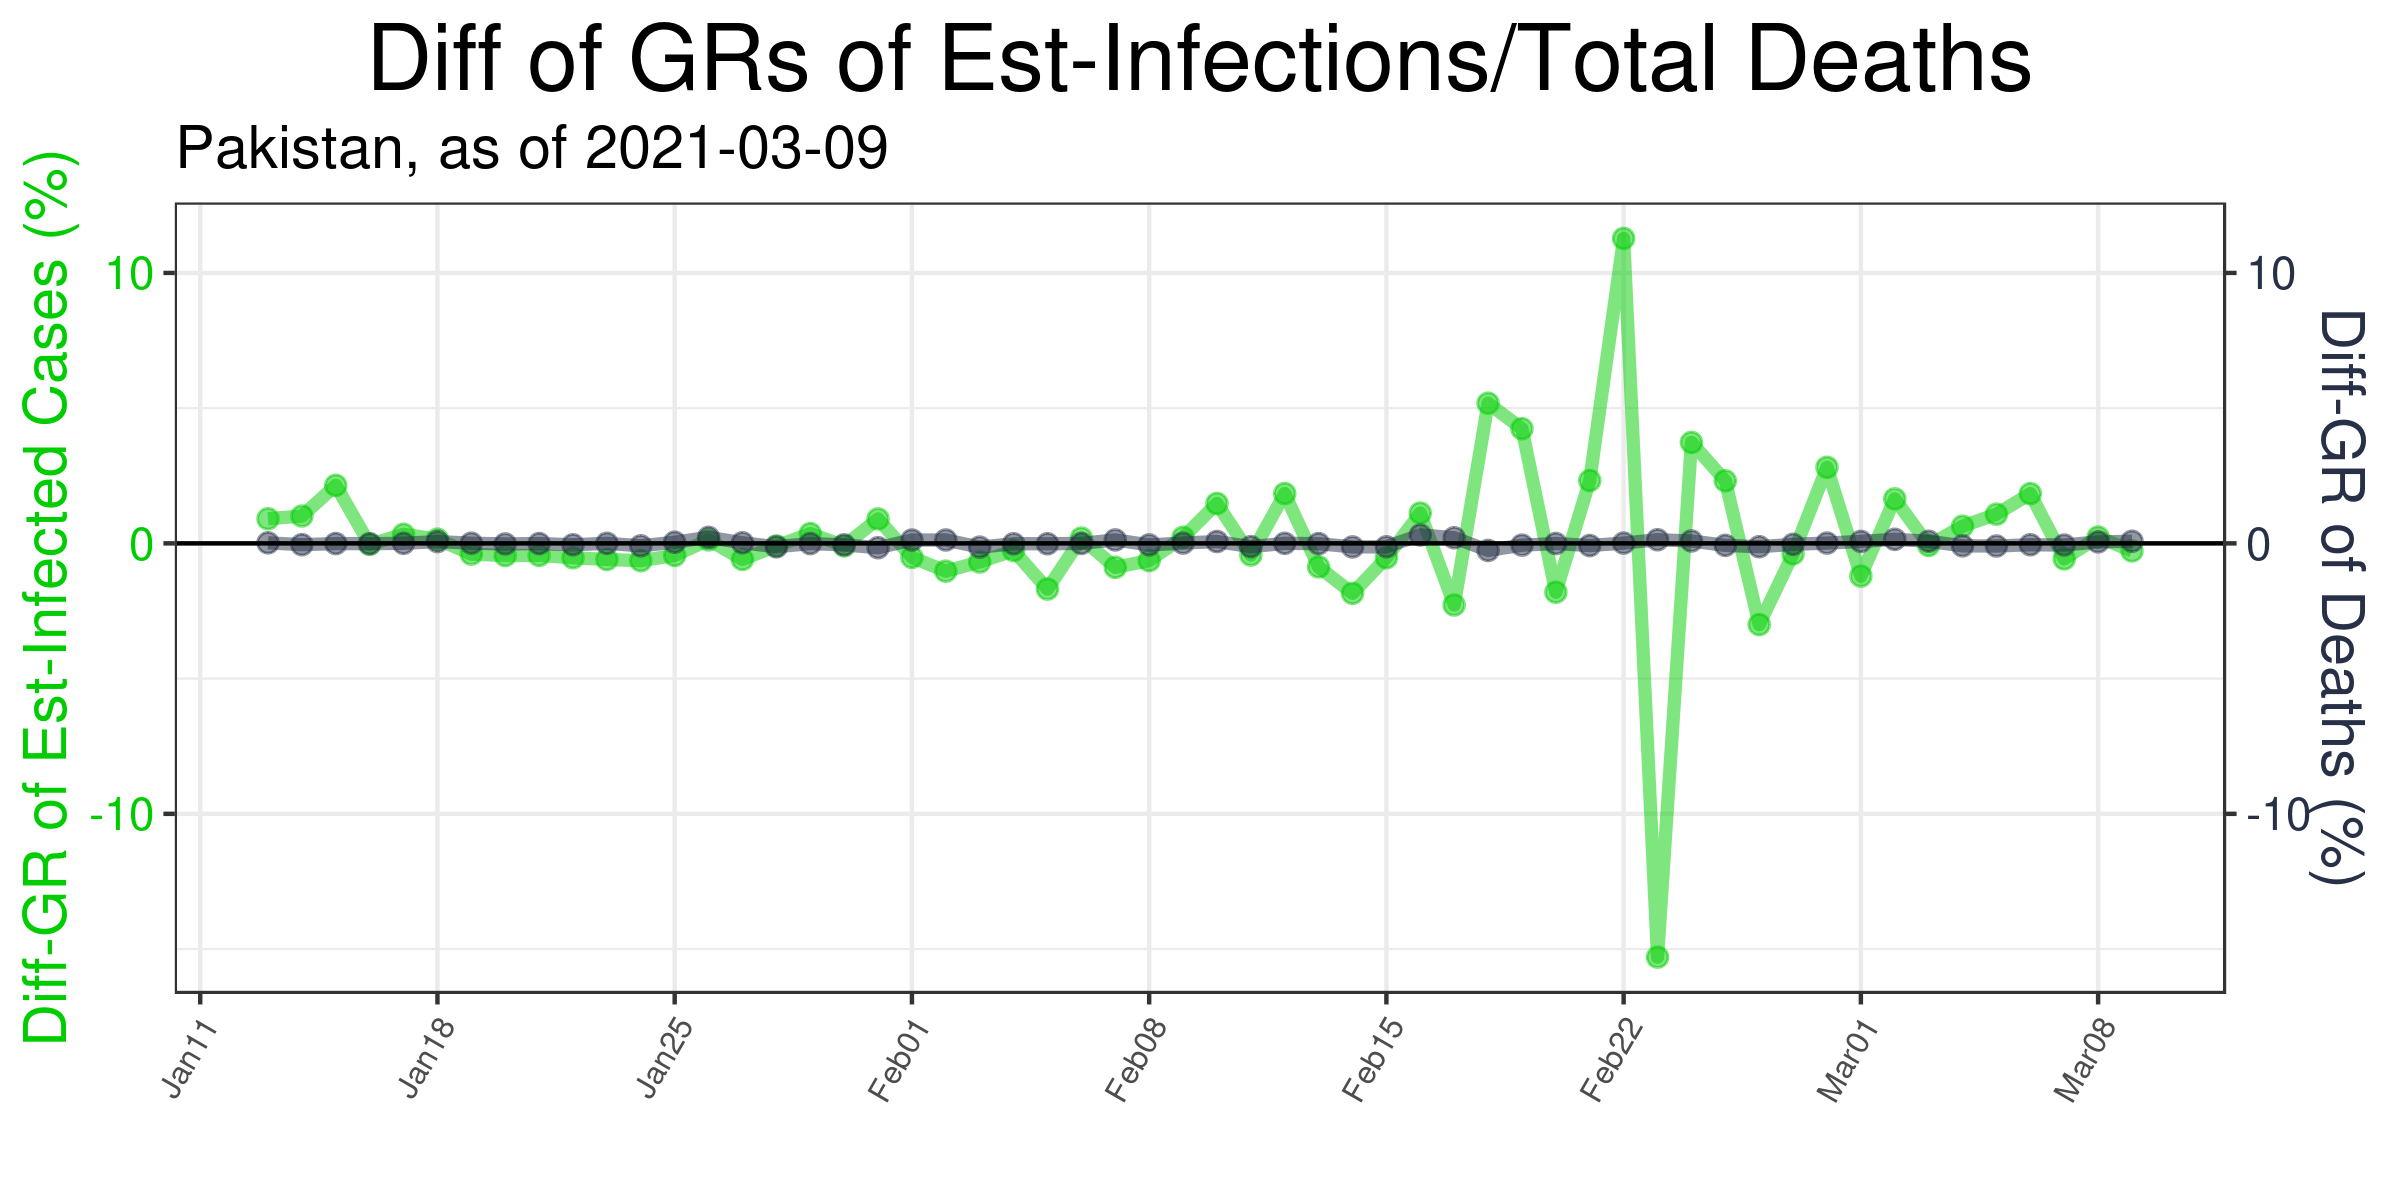 Diff of GRs of Est-Infections/Total Deaths
Pakistan, as of 2021-03-09
Diff-GR of Est-Infected Cases (%)
10
0
-10
10
0
-10
Diff-GR of Deaths (%)
Jan11
Jan18
Jan25
Feb01
Feb08
Feb15
Feb22
Mar01
Mar08